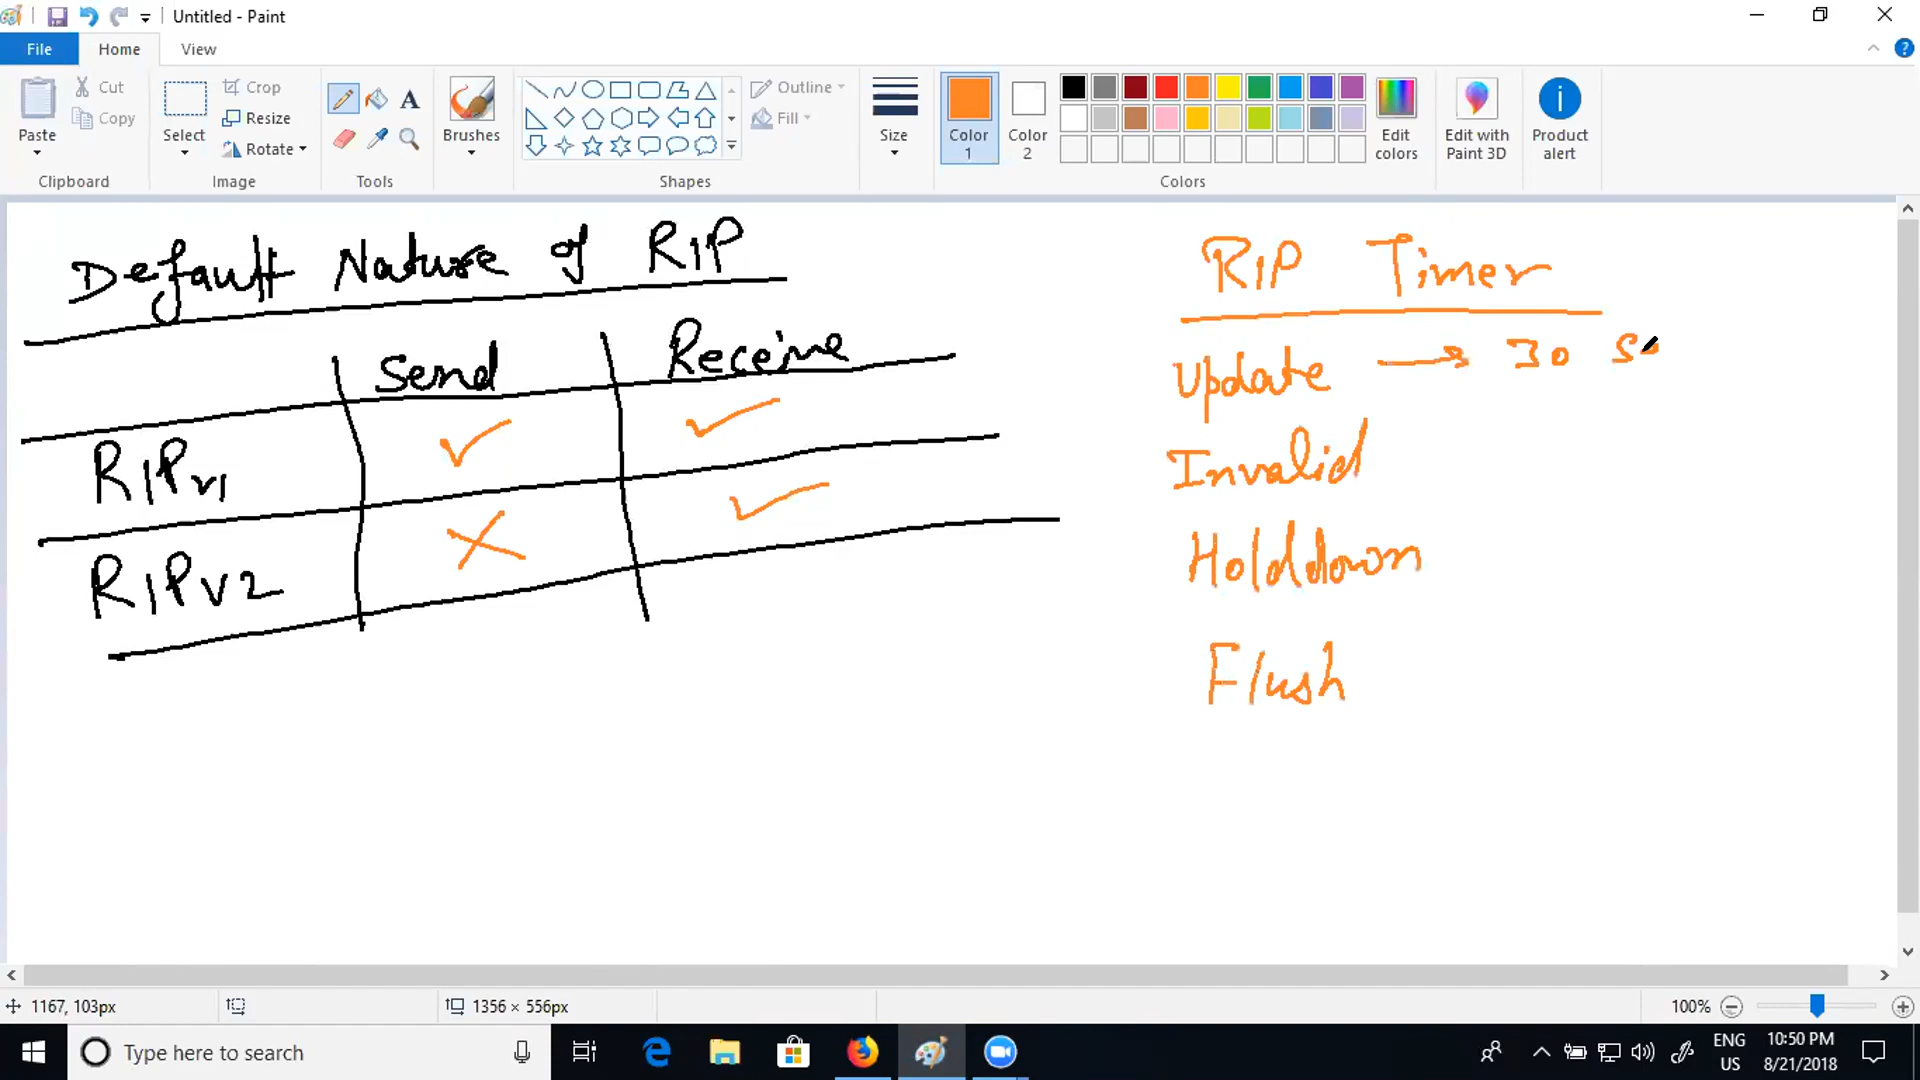 Untitled - Paint
File Home View
Paste
Cut
Copy
Clipboard
Select
Crop
Resize
Rotate
Image
A
Tools
Brushes
Shapes
Outline
Fill
Size
Color 1
Color 2
Edit colors
Colors
Edit with Paint 3D
Product alert
Default Nature of RIP
Send Receive
RIPv1
RIPv2
RIP Timer
Update → 30
Invalid
Holddown
Flush
1167, 103px
1356 × 556px
100%
Type here to search
ENG
US
10:50 PM
8/21/2018